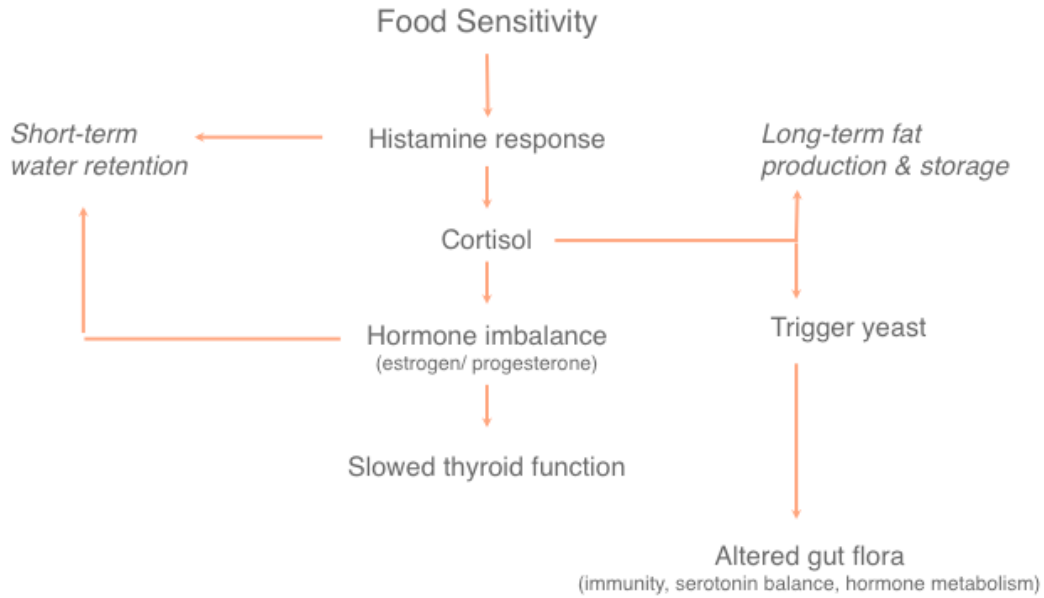 Food Sensitivity
Short-term
water retention
Histamine response
Long-term fat
production & storage
Cortisol
Hormone imbalance
(estrogen/ progesterone)
Trigger yeast
Slowed thyroid function
Altered gut flora
(immunity, serotonin balance, hormone metabolism)